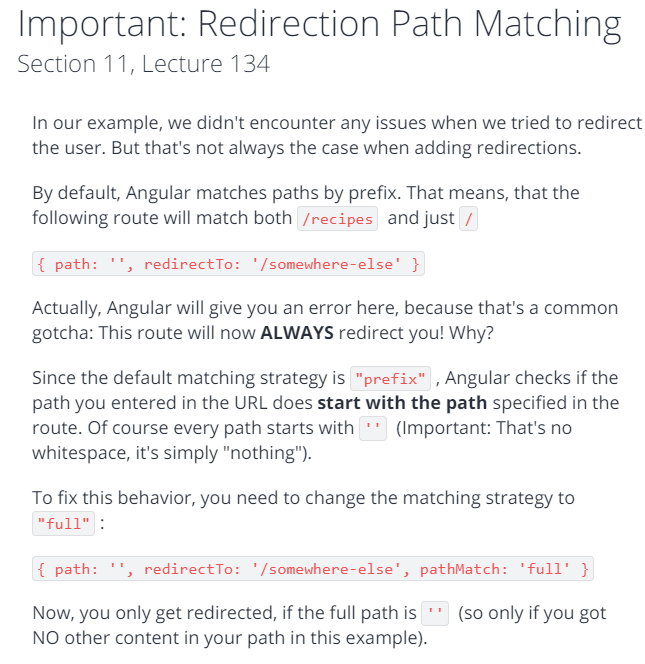 Important: Redirection Path Matching
Section 11, Lecture 134
In our example, we didn't encounter any issues when we tried to redirect
the user. But that's not always the case when adding redirections.
By default, Angular matches paths by prefix. That means, that the
following route will match both /recipes and just /
{ path: '', redirectTo: '/somewhere-else' }
Actually, Angular will give you an error here, because that's a common
gotcha: This route will now ALWAYS redirect you! Why?
Since the default matching strategy is "prefix" , Angular checks if the
path you entered in the URL does start with the path specified in the
route. Of course every path starts with '' (Important: That's no
whitespace, it's simply "nothing").
To fix this behavior, you need to change the matching strategy to
"full" :
{ path: '', redirectTo: '/somewhere-else', pathMatch: 'full' }
Now, you only get redirected, if the full path is '' (so only if you got
NO other content in your path in this example).